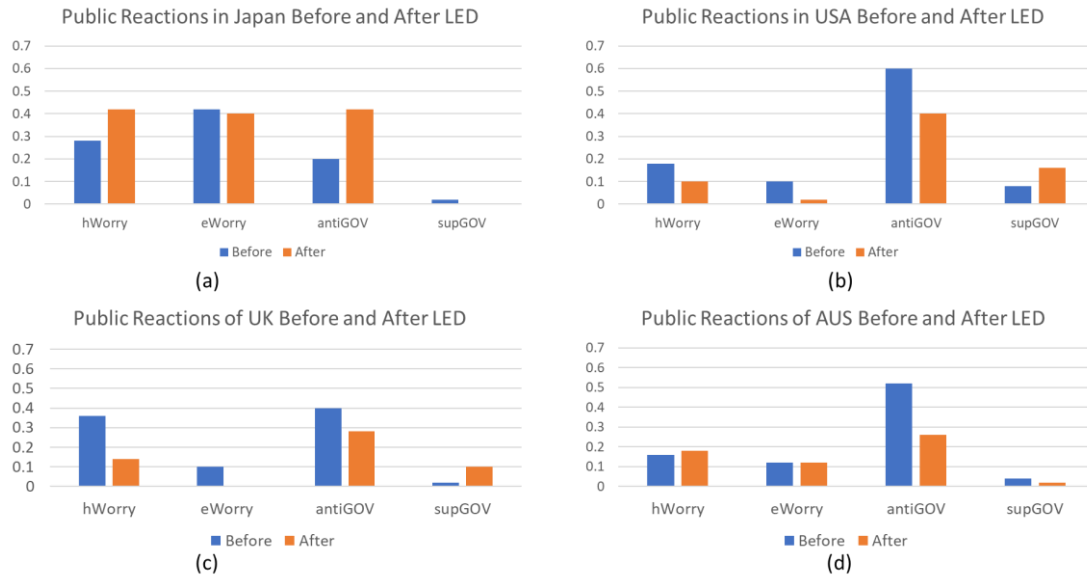 Public Reactions in Japan Before and After LED
0.7
0.6
0.5
0.4
0.3
0.2
0.1
0
hWorry eWorry antiGOV supGOV
Before After
(a)
Public Reactions in USA Before and After LED
0.7
0.6
0.5
0.4
0.3
0.2
0.1
0
hWorry eWorry antiGOV supGOV
Before After
(b)
Public Reactions of UK Before and After LED
0.7
0.6
0.5
0.4
0.3
0.2
0.1
0
hWorry eWorry antiGOV supGOV
Before After
(c)
Public Reactions of AUS Before and After LED
0.7
0.6
0.5
0.4
0.3
0.2
0.1
0
hWorry eWorry antiGOV supGOV
Before After
(d)